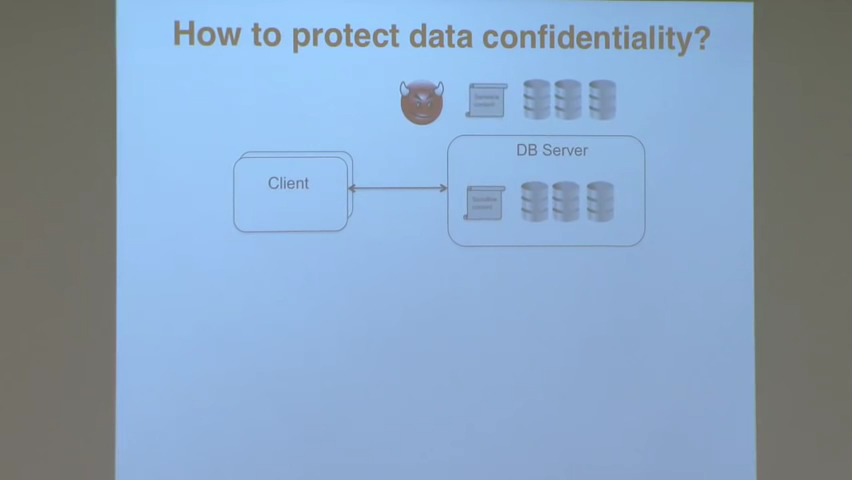 How to protect data confidentiality?
DB Server
Client